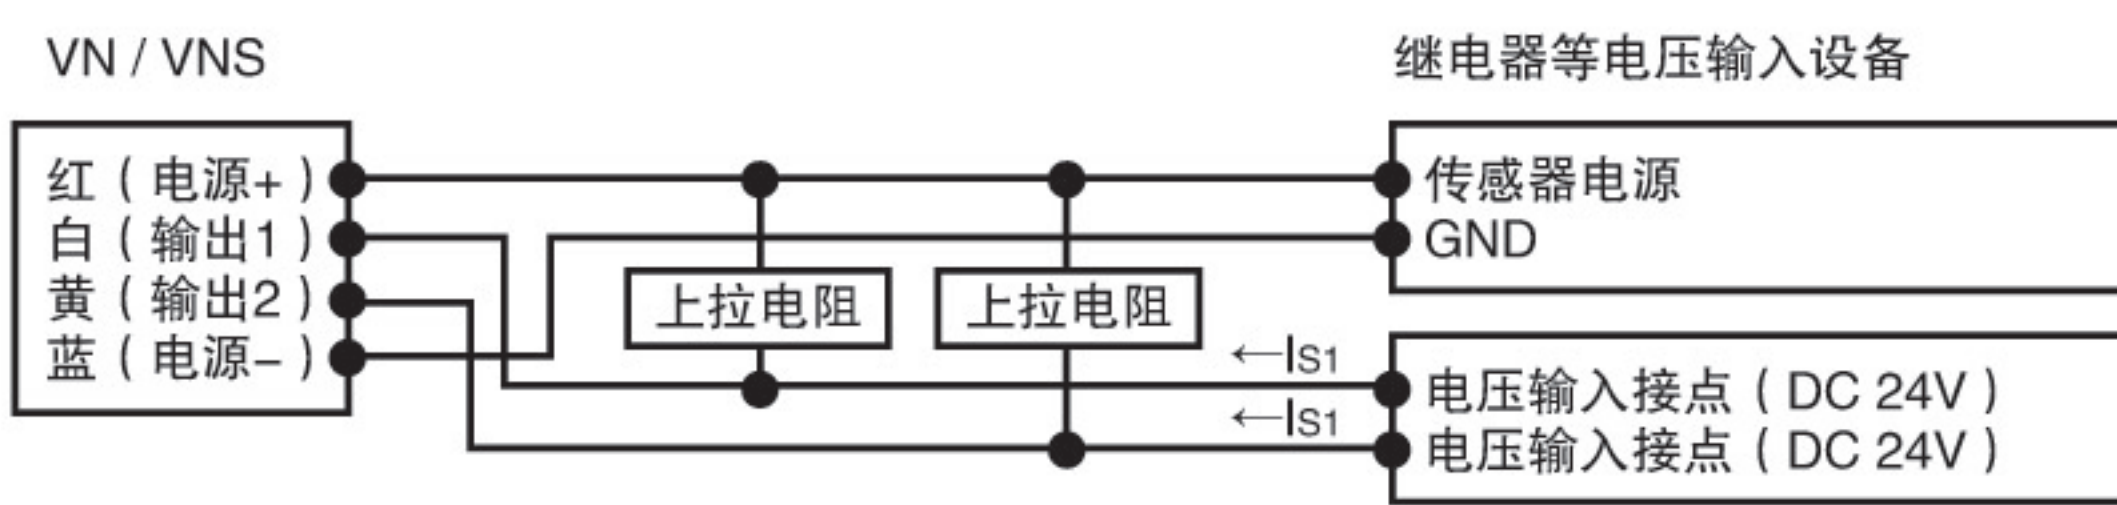 VN / VNS
继电器等电压输入设备
红（电源+）
白（输出1）
黄（输出2）
蓝（电源−）
上拉电阻
上拉电阻
传感器电源
GND
←IS1
←IS1
电压输入接点（DC 24V）
电压输入接点（DC 24V）